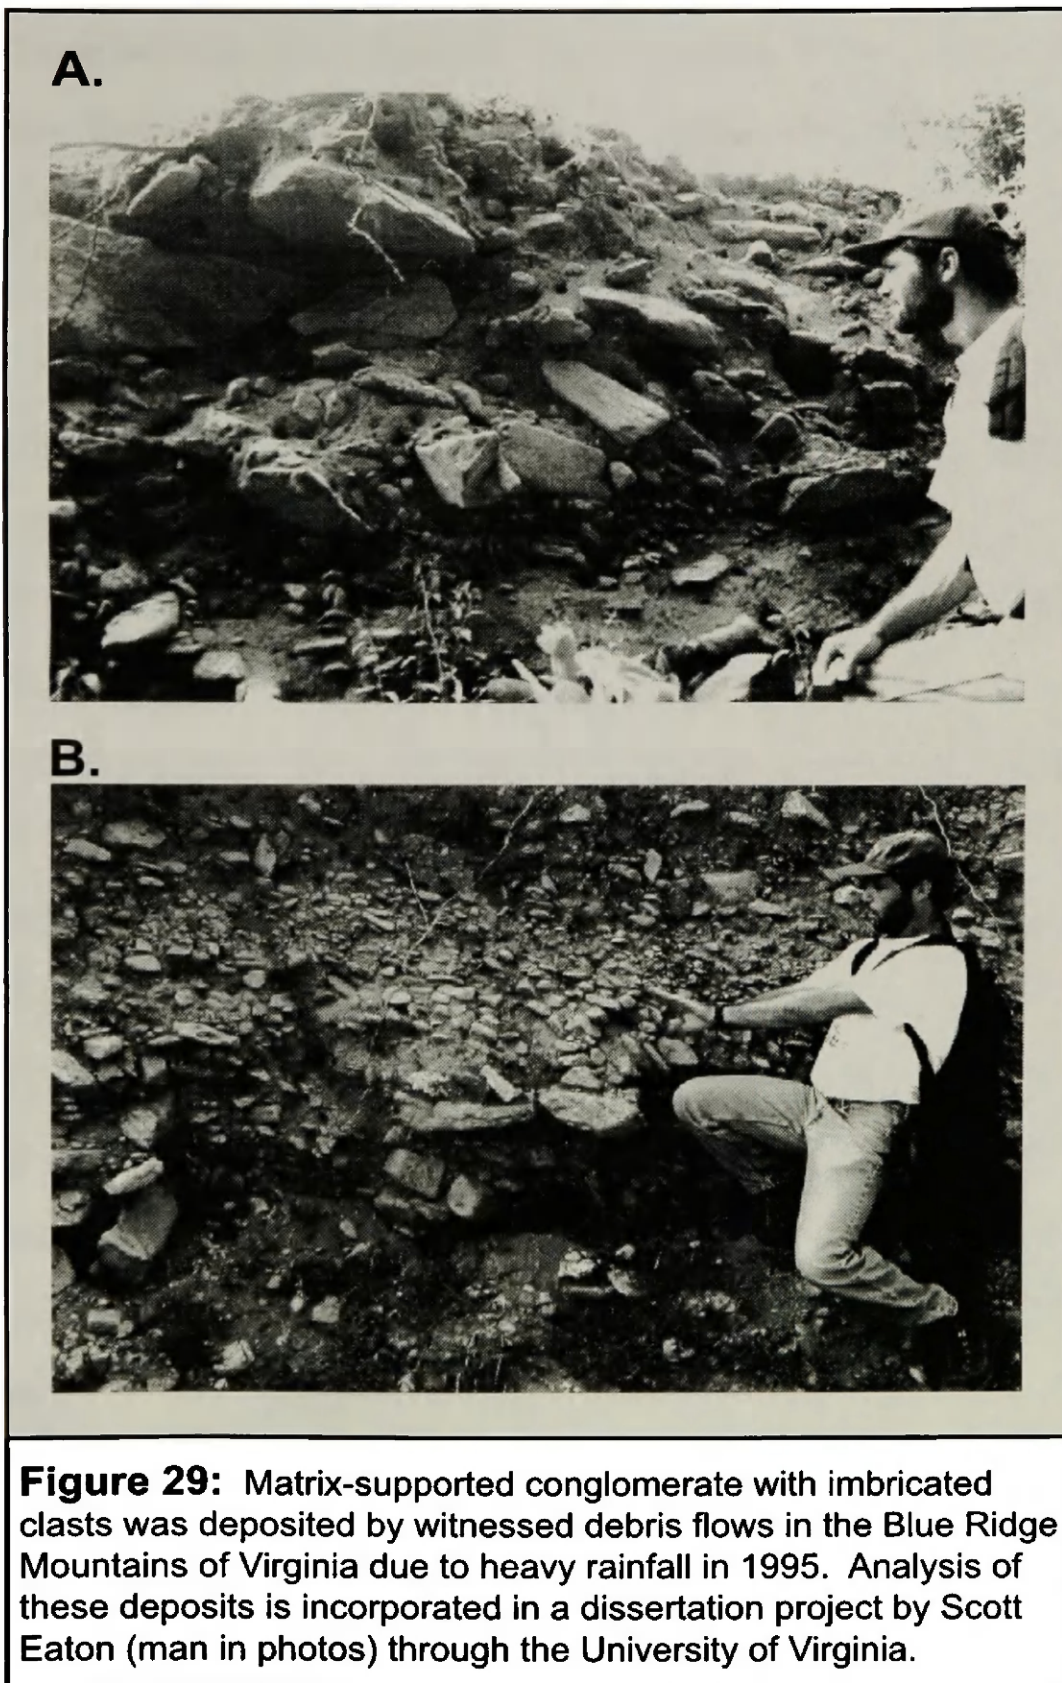 A.
B.
Figure 29: Matrix-supported conglomerate with imbricated
clasts was deposited by witnessed debris flows in the Blue Ridge
Mountains of Virginia due to heavy rainfall in 1995. Analysis of
these deposits is incorporated in a dissertation project by Scott
Eaton (man in photos) through the University of Virginia.